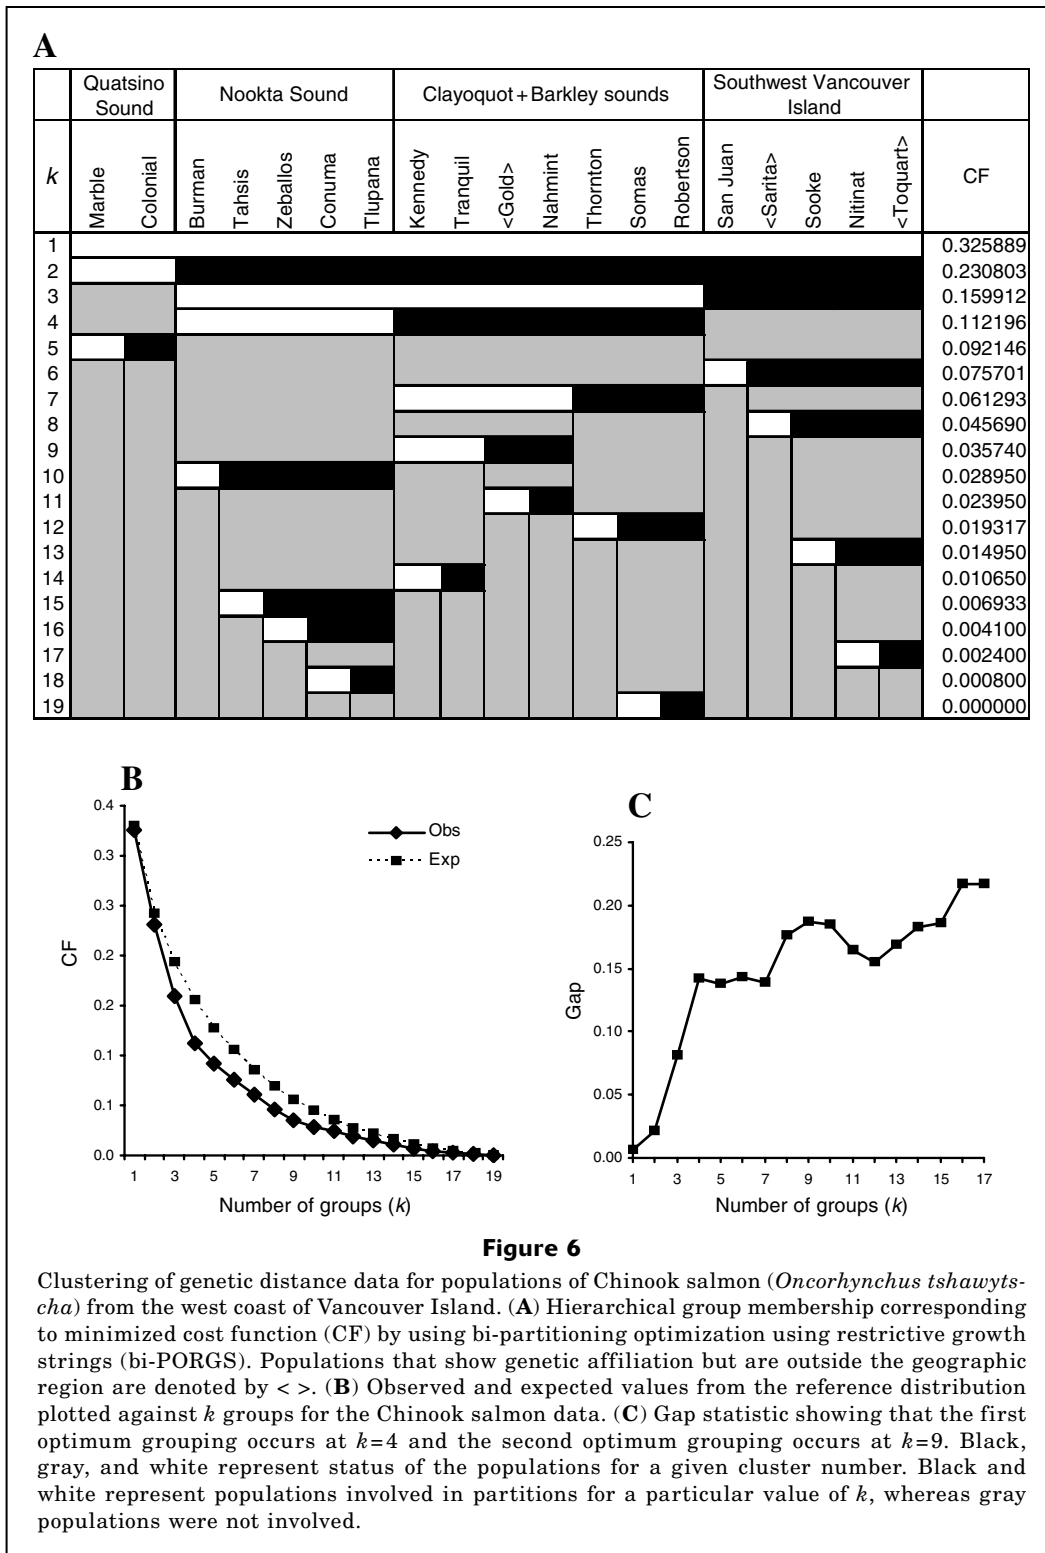 A
Quatsino
Sound
Nookta Sound
Clayoquot + Barkley sounds
Southwest Vancouver
Island
k
Marble
Colonial
Burman
Tahsis
Zeballos
Conuma
Tlupana
Kennedy
Tranquil
<Gold>
Nahmint
Thornton
Somas
Robertson
San Juan
<Sarita>
Sooke
Nitinat
<Toquart>
CF
1 0.325889
2 0.230803
3 0.159912
4 0.112196
5 0.092146
6 0.075701
7 0.061293
8 0.045690
9 0.035740
10 0.028950
11 0.023950
12 0.019317
13 0.014950
14 0.010650
15 0.006933
16 0.004100
17 0.002400
18 0.000800
19 0.000000
B
0.4
0.3
0.3
0.2
0.2
0.1
0.1
0.0
CF
Obs
Exp
1 3 5 7 9 11 13 15 17 19
Number of groups (k)
C
0.25
0.20
0.15
0.10
0.05
0.00
Gap
1 3 5 7 9 11 13 15 17
Number of groups (k)
Figure 6
Clustering of genetic distance data for populations of Chinook salmon (Oncorhynchus tshawyts-
cha) from the west coast of Vancouver Island. (A) Hierarchical group membership corresponding
to minimized cost function (CF) by using bi-partitioning optimization using restrictive growth
strings (bi-PORGS). Populations that show genetic affiliation but are outside the geographic
region are denoted by < >. (B) Observed and expected values from the reference distribution
plotted against k groups for the Chinook salmon data. (C) Gap statistic showing that the first
optimum grouping occurs at k=4 and the second optimum grouping occurs at k=9. Black,
gray, and white represent status of the populations for a given cluster number. Black and
white represent populations involved in partitions for a particular value of k, whereas gray
populations were not involved.